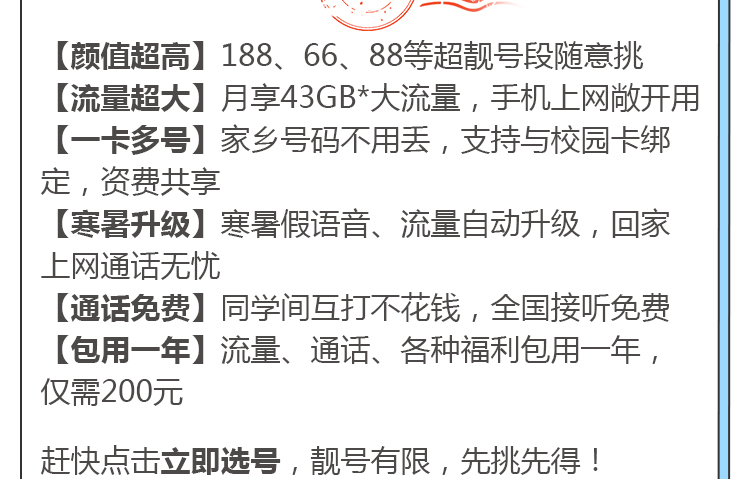 【颜值超高】188、66、88等超靓号段随意挑
【流量超大】月享43GB*大流量，手机上网敞开用
【一卡多号】家乡号码不用丢，支持与校园卡绑
定，资费共享
【寒暑升级】寒暑假语音、流量自动升级，回家
上网通话无忧
【通话免费】同学间互打不花钱，全国接听免费
【包用一年】流量、通话、各种福利包用一年，
仅需200元
赶快点击立即选号，靓号有限，先挑先得！